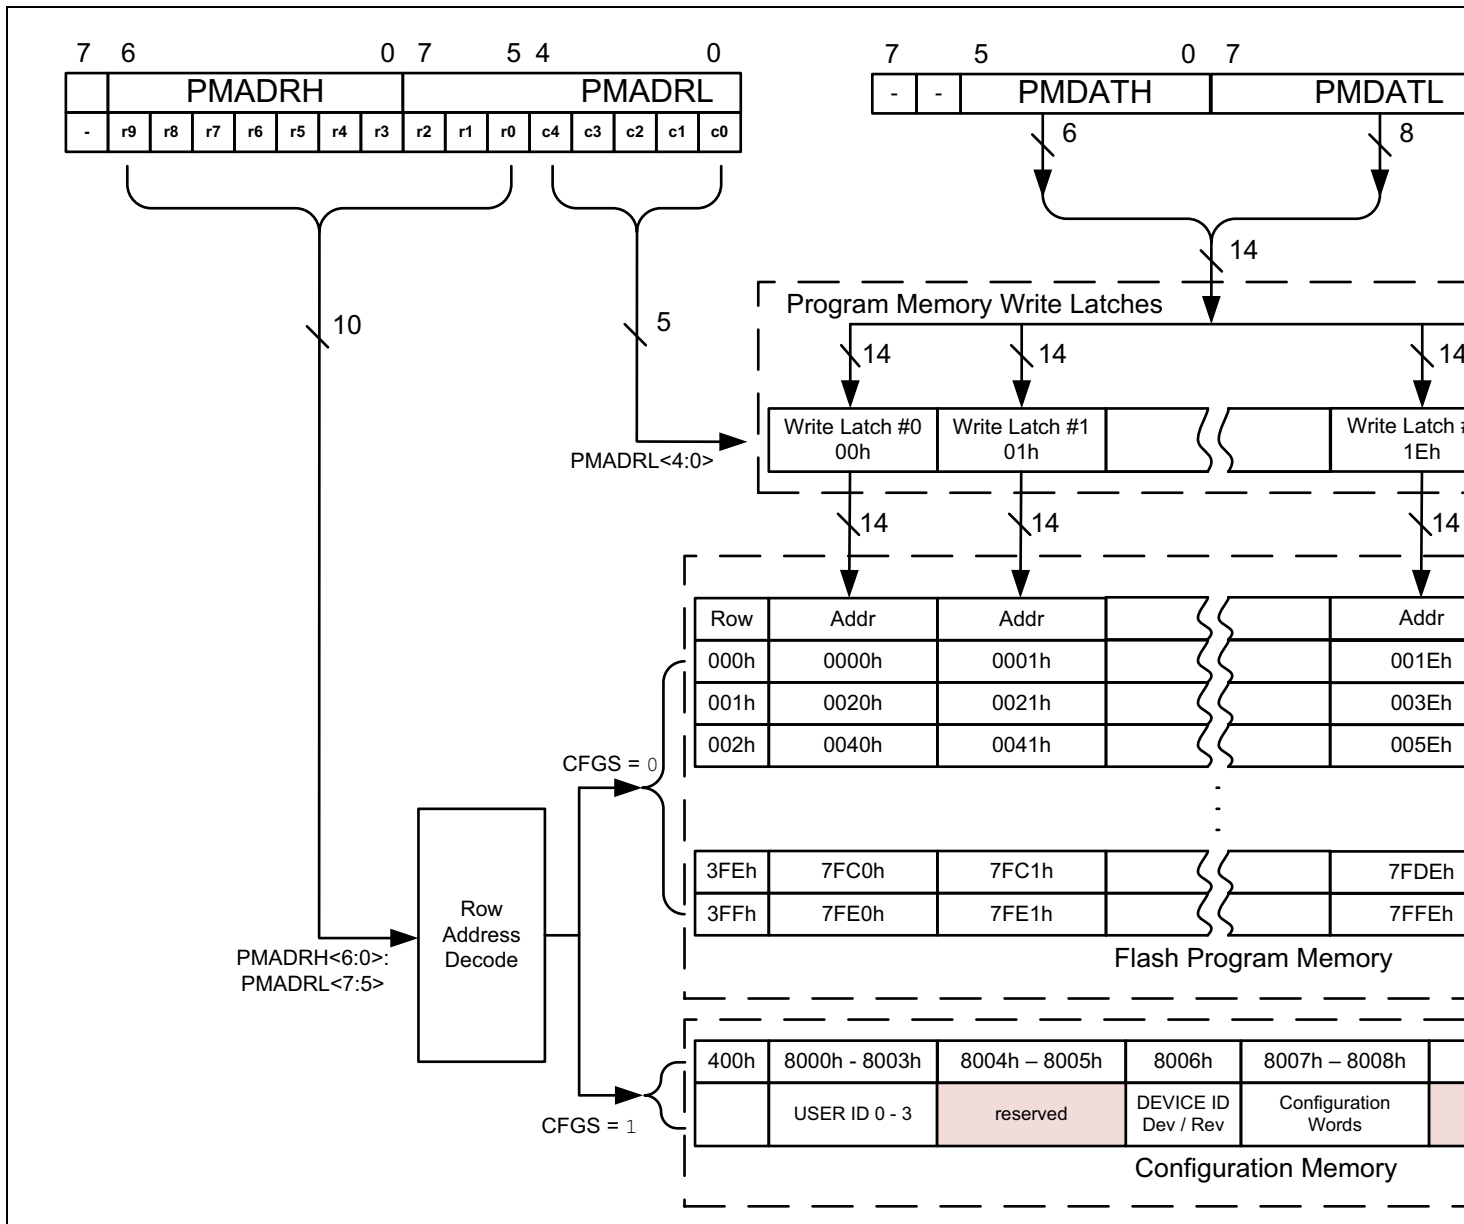 7 6 0 7 5 4 0
7 5 0 7
PMADRH PMADRL
- - PMDATH PMDATL
- r9 r8 r7 r6 r5 r4 r3 r2 r1 r0 c4 c3 c2 c1 c0
6 8
14
10
5
Program Memory Write Latches
14 14 14
Write Latch #0 Write Latch #1 Write Latch #
00h 01h 1Eh
PMADRL<4:0>
14 14 14
Row Addr Addr Addr
000h 0000h 0001h 001Eh
001h 0020h 0021h 003Eh
002h 0040h 0041h 005Eh
CFGS = 0
3FEh 7FC0h 7FC1h 7FDEh
3FFh 7FE0h 7FE1h 7FFEh
Flash Program Memory
Row
Address
Decode
PMADRH<6:0>:
PMADRL<7:5>
400h 8000h - 8003h 8004h – 8005h 8006h 8007h – 8008h
USER ID 0 - 3 reserved DEVICE ID Configuration
Dev / Rev Words
CFGS = 1
Configuration Memory